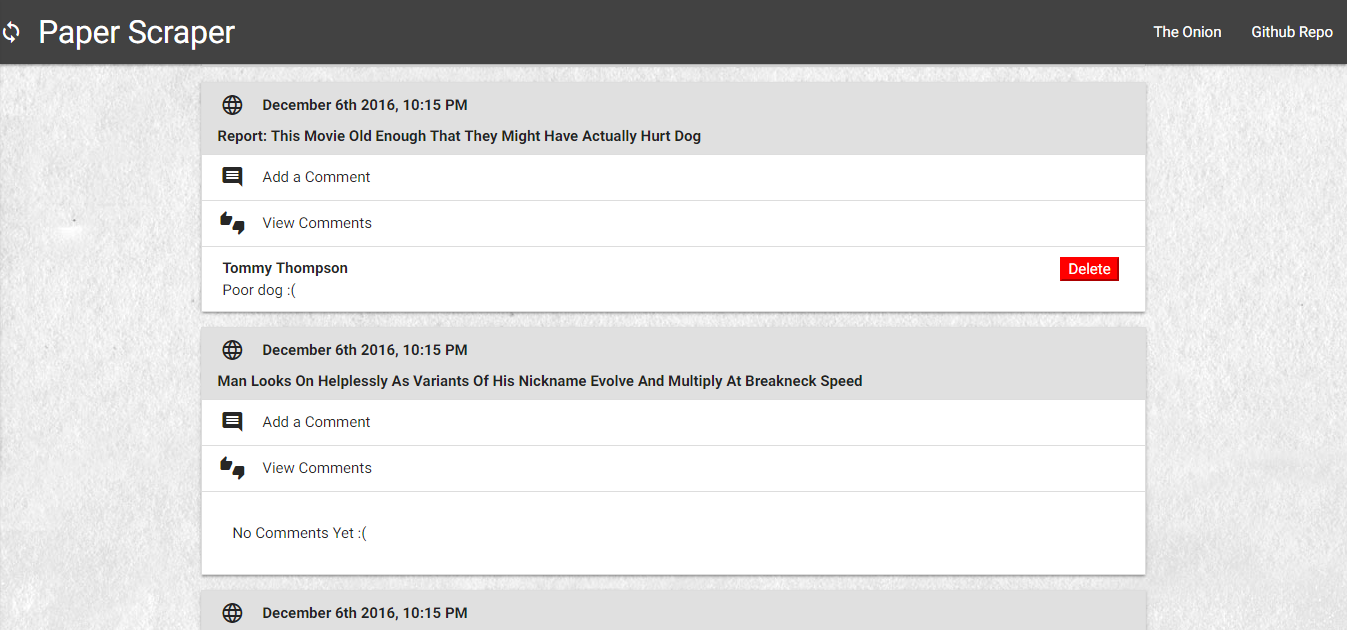 Paper Scraper
The Onion
Github Repo
December 6th 2016, 10:15 PM
Report: This Movie Old Enough That They Might Have Actually Hurt Dog
Add a Comment
View Comments
Tommy Thompson
Delete
Poor dog :(
December 6th 2016, 10:15 PM
Man Looks On Helplessly As Variants Of His Nickname Evolve And Multiply At Breakneck Speed
Add a Comment
View Comments
No Comments Yet :(
December 6th 2016, 10:15 PM